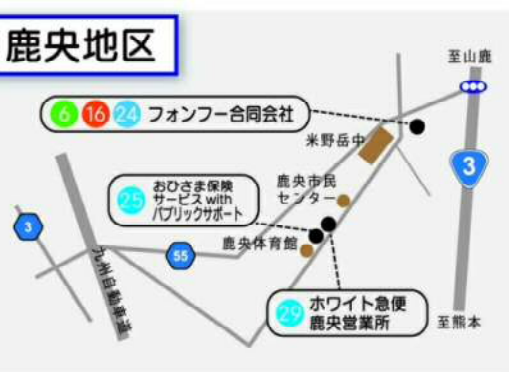 鹿央地区
至山鹿
6 16 24 フォンフー合同会社
米野岳中
3
鹿央市民
センター
25 おひさま保険
サービス with
パブリックサポート
3
鹿央体育館
55
九州自動車道
29 ホワイト急便
鹿央営業所
至熊本